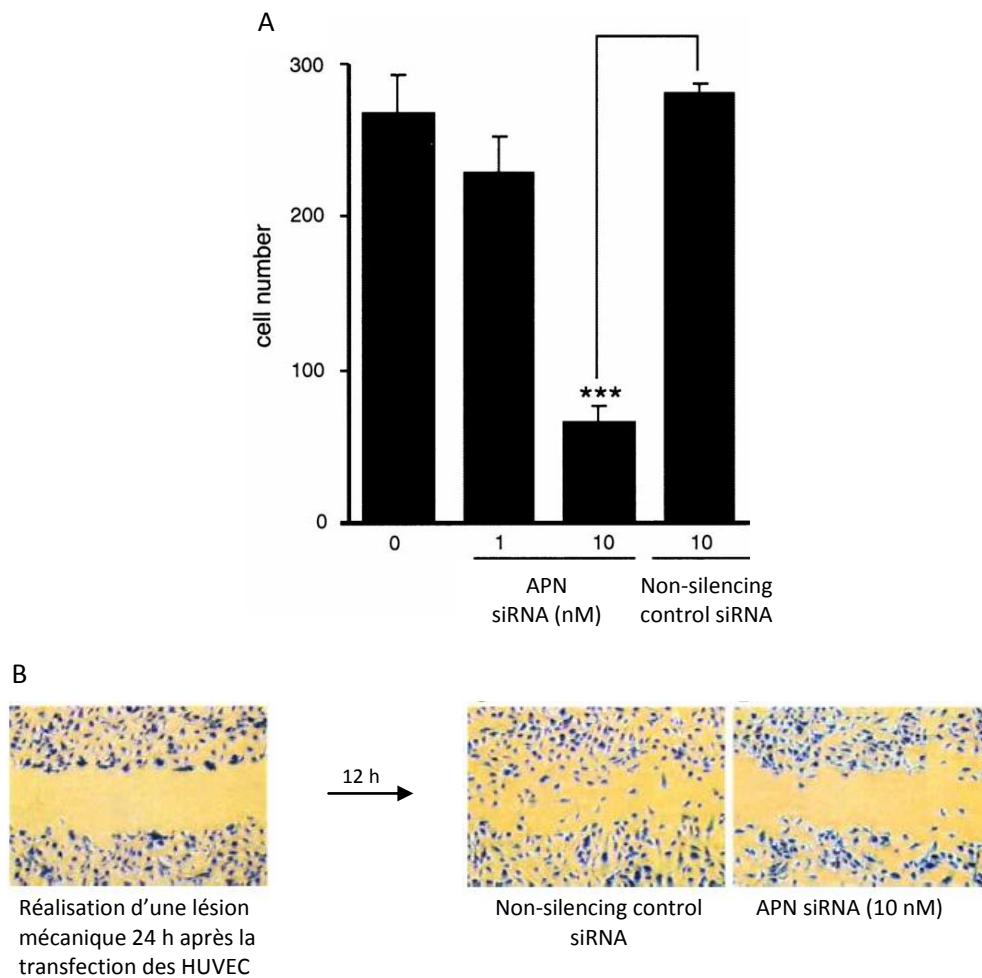 A
300
200
100
0
cell number
***
0 1 10 10
APN
siRNA (nM)
Non-silencing
control siRNA
B
12 h
Réalisation d'une lésion
mécanique 24 h après la
transfection des HUVEC
Non-silencing control
siRNA
APN siRNA (10 nM)